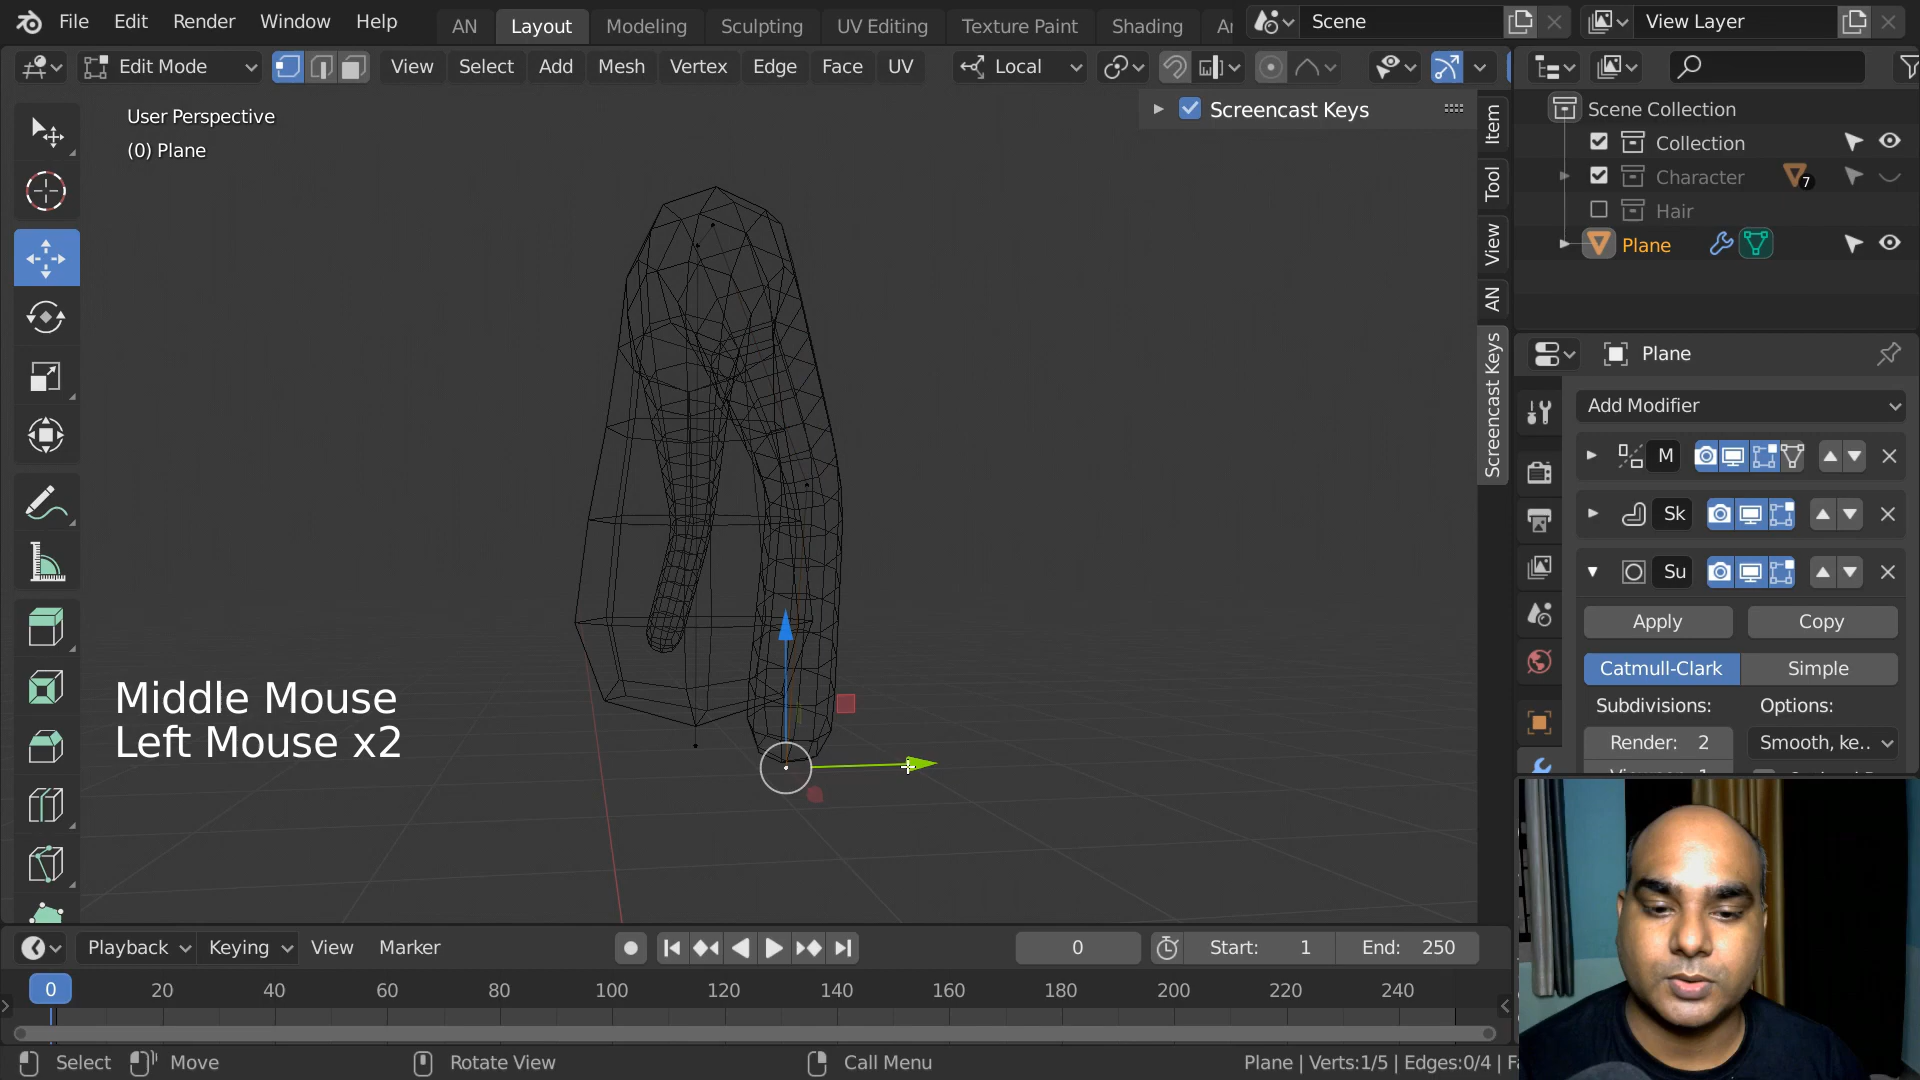 File Edit Render Window Help
AN Layout Modeling Sculpting UV Editing Texture Paint Shading
Scene View Layer
Edit Mode View Select Add Mesh Vertex Edge Face UV Local
User Perspective
(0) Plane
Screencast Keys
Item
Tool
View
AN
Screencast Keys
Scene Collection
Collection
Character 7
Hair
Plane
Plane
Add Modifier
M
Sk
Su
Apply Copy
Catmull-Clark Simple
Subdivisions: Options:
Render: 2 Smooth, ke..
Middle Mouse
Left Mouse x2
Playback Keying View Marker 0 Start: 1 End: 250
0 20 40 60 80 100 120 140 160 180 200 220 240
Select Move Rotate View Call Menu Plane | Verts:1/5 | Edges:0/4 |